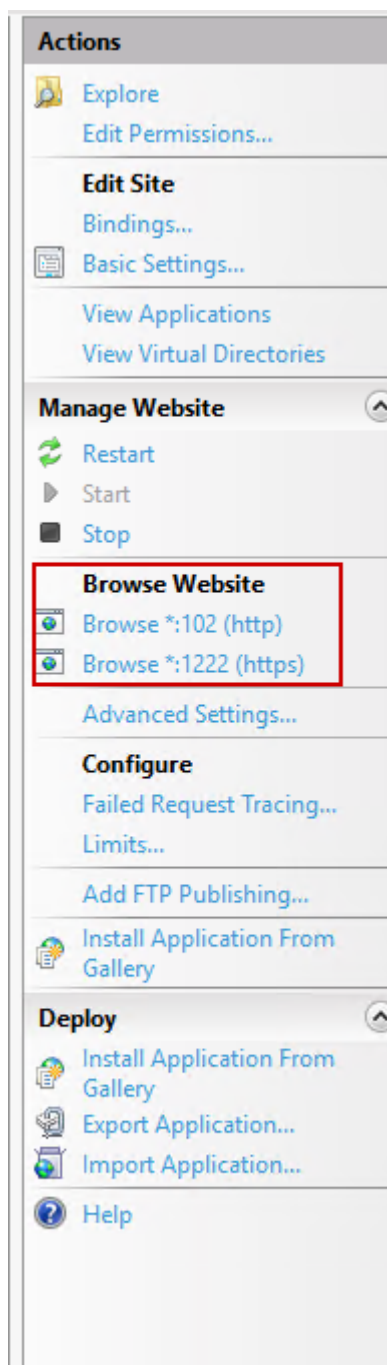 Actions
Explore
Edit Permissions...
Edit Site
Bindings...
Basic Settings...
View Applications
View Virtual Directories
Manage Website
Restart
Start
Stop
Browse Website
Browse *:102 (http)
Browse *:1222 (https)
Advanced Settings...
Configure
Failed Request Tracing...
Limits...
Add FTP Publishing...
Install Application From
Gallery
Deploy
Install Application From
Gallery
Export Application...
Import Application...
Help